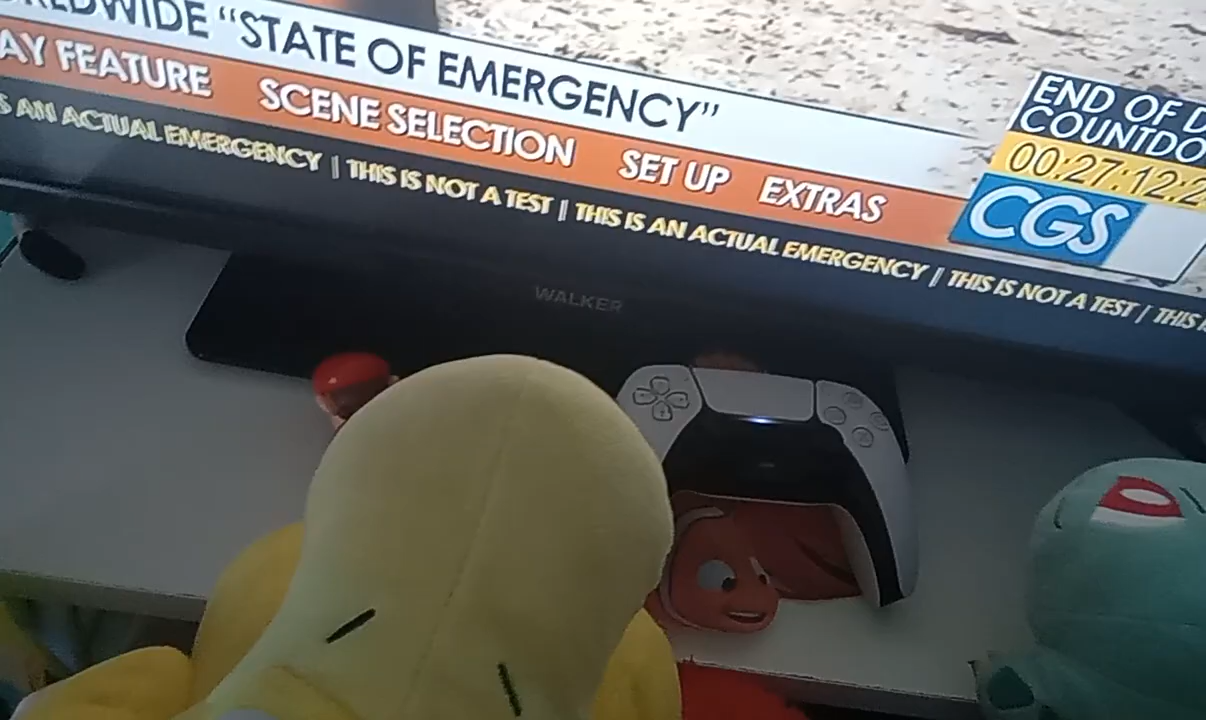 "STATE OF EMERGENCY"
FEATURE SCENE SELECTION SET UP EXTRAS
AN ACTUAL EMERGENCY | THIS IS NOT A TEST || THIS IS AN ACTUAL EMERGENCY || THIS IS NOT A TEST | THIS
END OF
00:27:12:2
CGS
WALKER